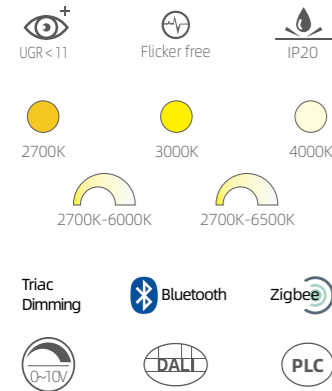 UGR<11
Flicker free
IP20
2700K
3000K
4000K
2700K-6000K
2700K-6500K
Triac
Dimming
Bluetooth
Zigbee
0~10V
DALI
PLC